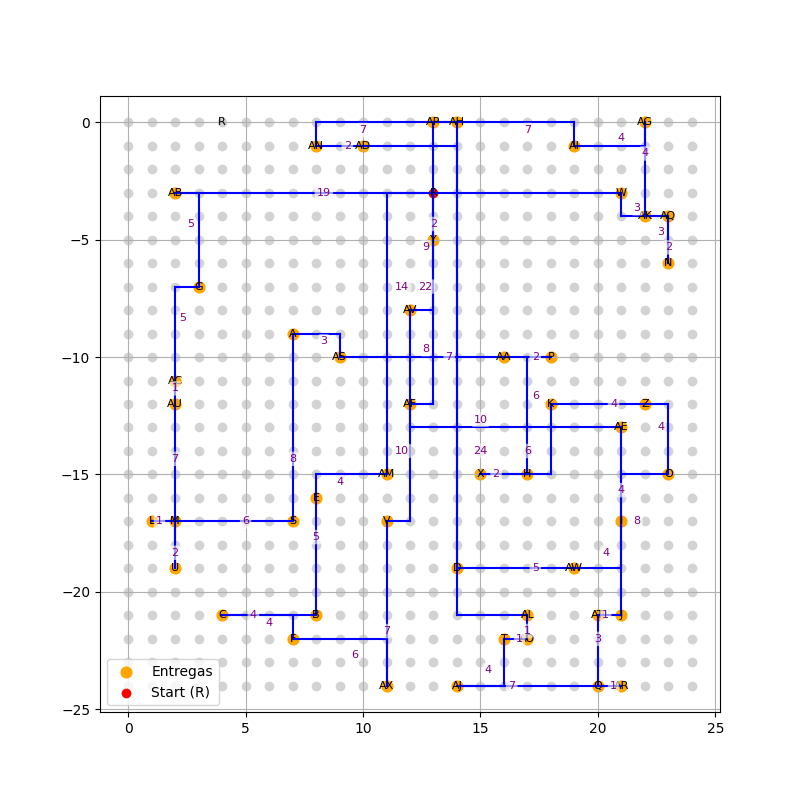 0
R
AP
AH
AG
7
7
4
AN
2
AD
AI
4
AB
19
W
5
2
3
AK
AQ
-5
9
Y
3
2
N
G
14
22
5
AV
A
3
8
-10
AS
7
AA
2
P
1
AU
AF
6
K
4
Z
10
AE
4
7
8
10
24
6
-15
4
AM
X
2
H
O
E
4
L
1
M
6
S
V
8
5
2
4
U
D
5
AW
-20
C
4
B
4
AL
1
J
7
1
F
T
1
3
6
4
AX
AJ
7
Q
1
-25
Entregas
Start (R)
0
5
10
15
20
25